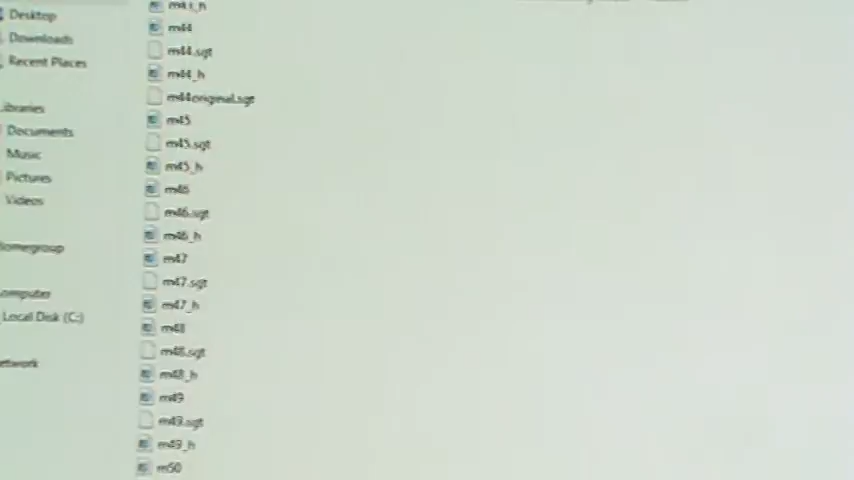 Desktop
Downloads
Recent Places
Libraries
Documents
Music
Pictures
Videos
Homegroup
Computer
Local Disk (C:)
Network
m44
m44.sgt
m44_h
m44original.sgt
m45
m45.sgt
m45_h
m46
m46.sgt
m46_h
m47
m47.sgt
m47_h
m48
m48.sgt
m48_h
m49
m49.sgt
m49_h
m50